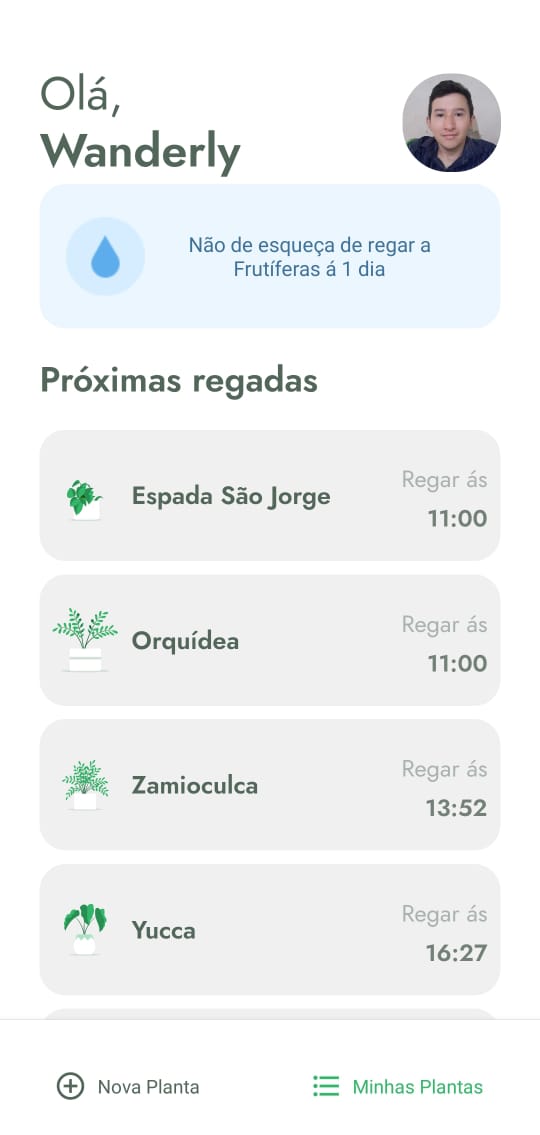 Olá,
Wanderly
Não de esqueça de regar a
Frutíferas á 1 dia
Próximas regadas
Espada São Jorge
Regar ás
11:00
Orquídea
Regar ás
11:00
Zamioculca
Regar ás
13:52
Yucca
Regar ás
16:27
Nova Planta
Minhas Plantas